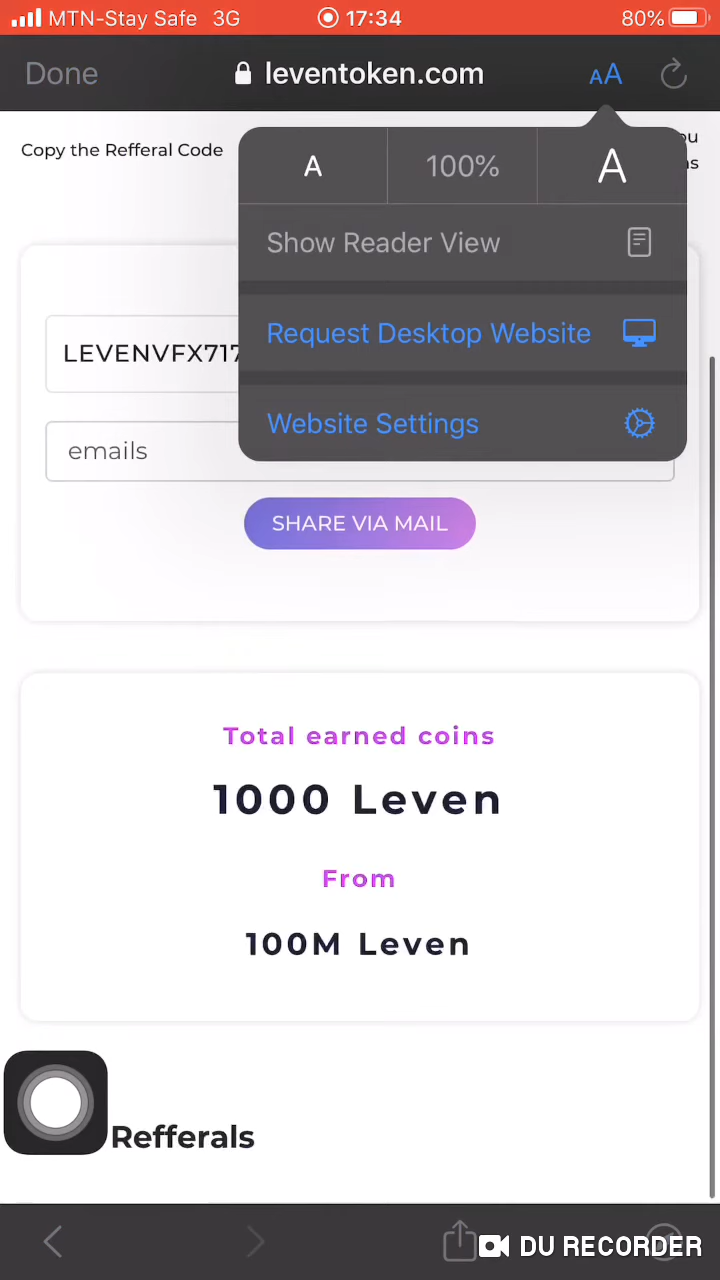 MTN-Stay Safe 3G 17:34 80%
Done leventoken.com AA
Copy the Refferal Code
A 100% A
Show Reader View
Request Desktop Website
LEVENVFX717
Website Settings
emails
SHARE VIA MAIL
Total earned coins
1000 Leven
From
100M Leven
Refferals
DU RECORDER